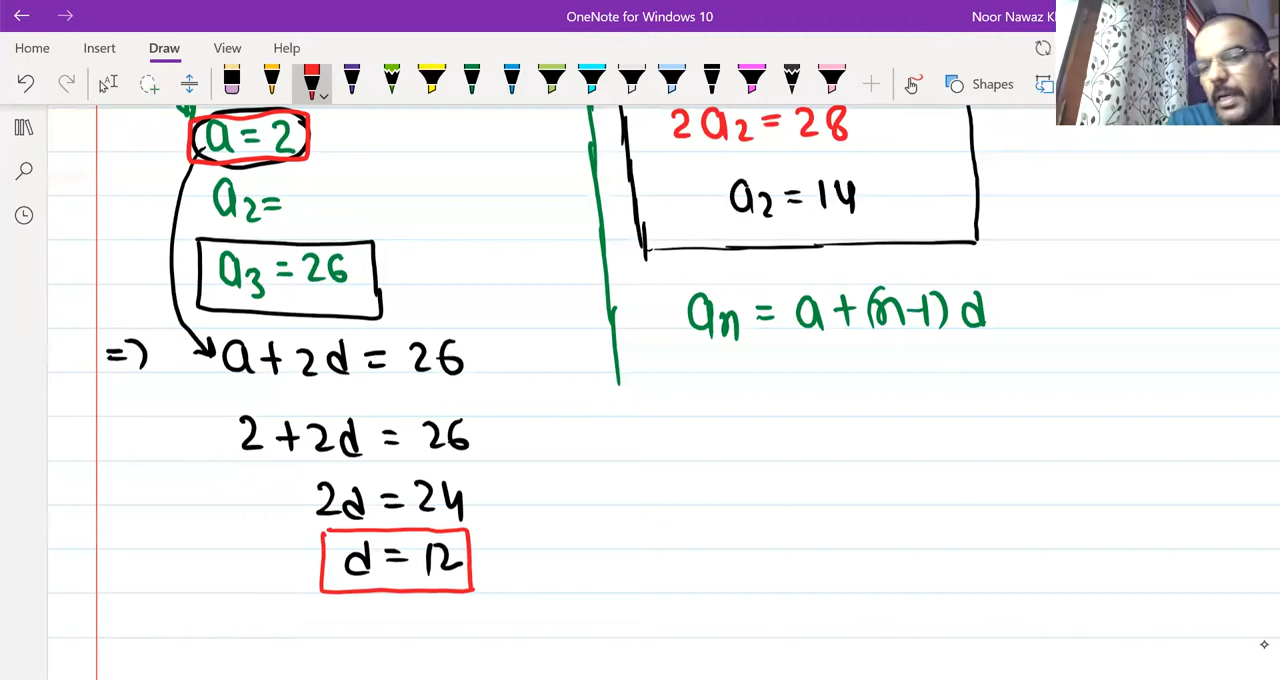 OneNote for Windows 10
Noor Nawaz Kh
Home Insert Draw View Help
Shapes
a = 2
a2 =
a3 = 26
=> a + 2d = 26
2 + 2d = 26
2d = 24
d = 12
2a2 = 28
a2 = 14
an = a + (n-1) d